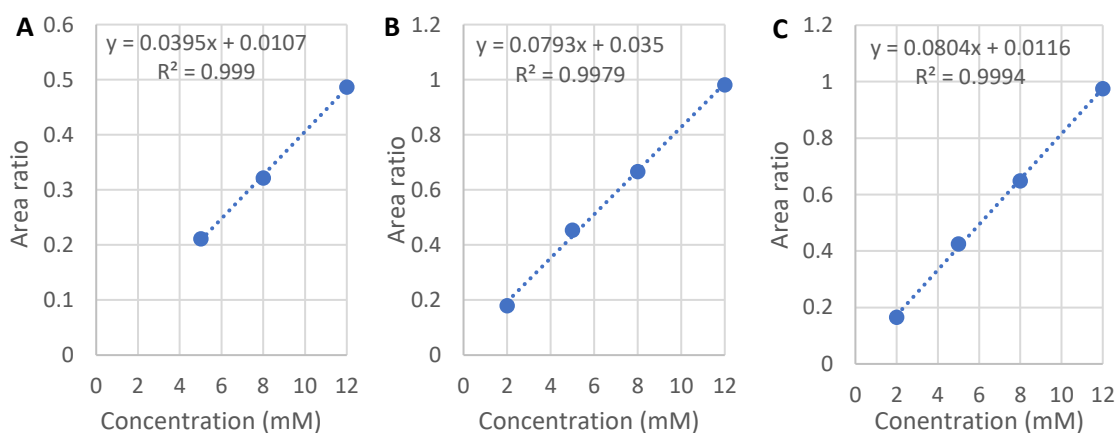 A
y = 0.0395x + 0.0107
R² = 0.999
0.6
0.5
0.4
0.3
0.2
0.1
0
Area ratio
0 2 4 6 8 10 12
Concentration (mM)
B
y = 0.0793x + 0.035
R² = 0.9979
1.2
1
0.8
0.6
0.4
0.2
0
Area ratio
0 2 4 6 8 10 12
Concentration (mM)
C
y = 0.0804x + 0.0116
R² = 0.9994
1.2
1
0.8
0.6
0.4
0.2
0
Area ratio
0 2 4 6 8 10 12
Conentration (mM)